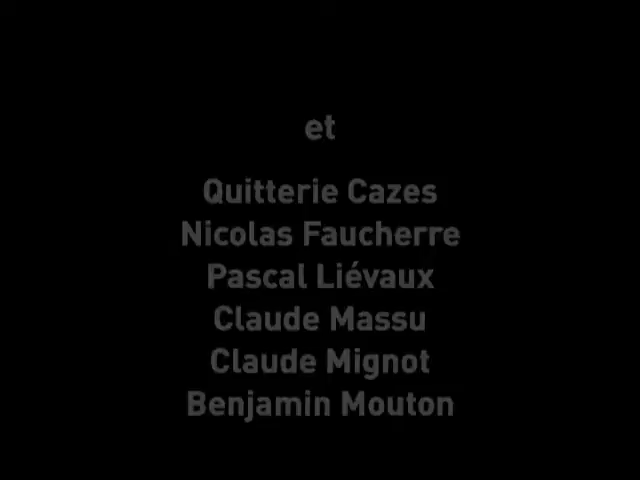 et
Quitterie Cazes
Nicolas Faucherre
Pascal Liévaux
Claude Massu
Claude Mignot
Benjamin Mouton